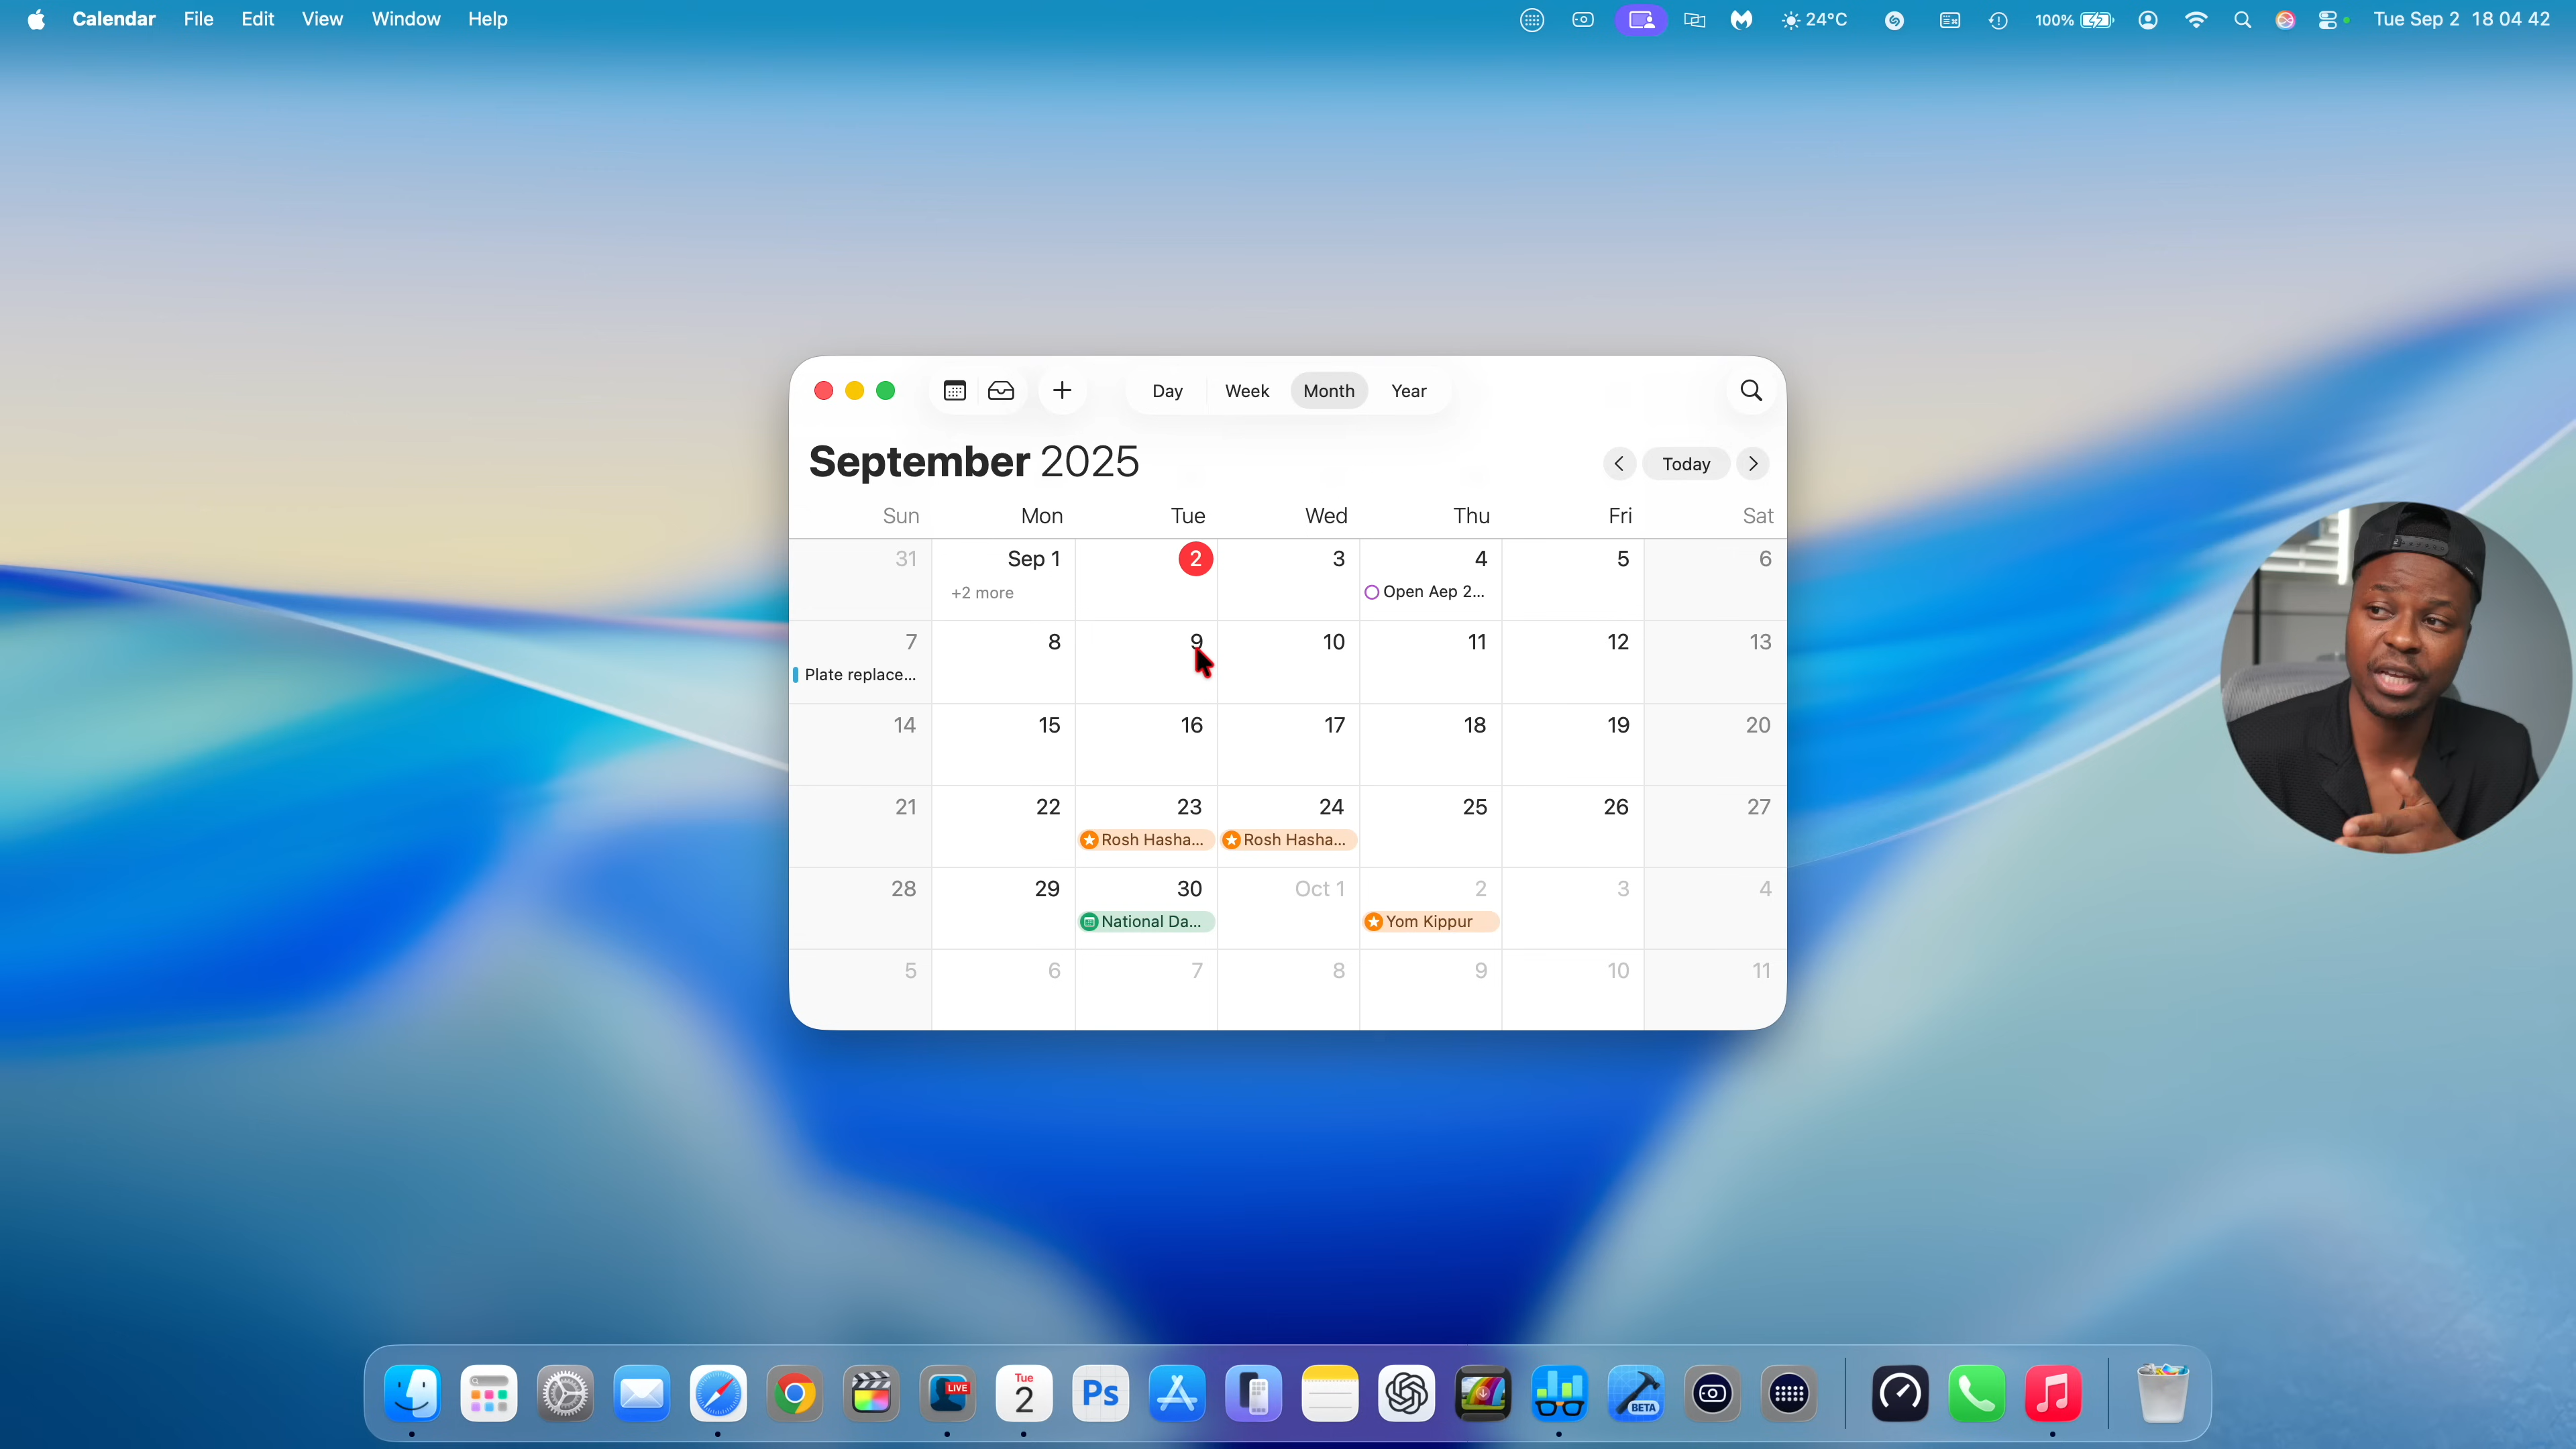 Calendar File Edit View Window Help 24°C 100% Tue Sep 2 18 04 42
Day Week Month Year
September 2025
Today
Sun Mon Tue Wed Thu Fri Sat
31 Sep 1 2 3 4 5 6
+2 more Open Aep 2...
7 8 9 10 11 12 13
Plate replace...
14 15 16 17 18 19 20
21 22 23 24 25 26 27
Rosh Hasha... Rosh Hasha...
28 29 30 Oct 1 2 3 4
National Da... Yom Kippur
5 6 7 8 9 10 11
LIVE
Tue
2
Ps
BETA